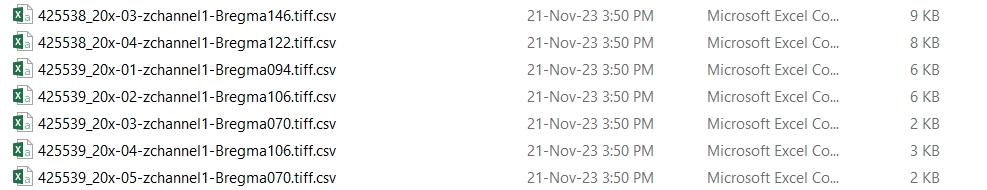 425538_20x-03-zchannel1-Bregma146.tiff.csv 21-Nov-23 3:50 PM Microsoft Excel Co... 9 KB
425538_20x-04-zchannel1-Bregma122.tiff.csv 21-Nov-23 3:50 PM Microsoft Excel Co... 8 KB
425539_20x-01-zchannel1-Bregma094.tiff.csv 21-Nov-23 3:50 PM Microsoft Excel Co... 6 KB
425539_20x-02-zchannel1-Bregma106.tiff.csv 21-Nov-23 3:50 PM Microsoft Excel Co... 6 KB
425539_20x-03-zchannel1-Bregma070.tiff.csv 21-Nov-23 3:50 PM Microsoft Excel Co... 2 KB
425539_20x-04-zchannel1-Bregma106.tiff.csv 21-Nov-23 3:50 PM Microsoft Excel Co... 3 KB
425539_20x-05-zchannel1-Bregma070.tiff.csv 21-Nov-23 3:50 PM Microsoft Excel Co... 2 KB